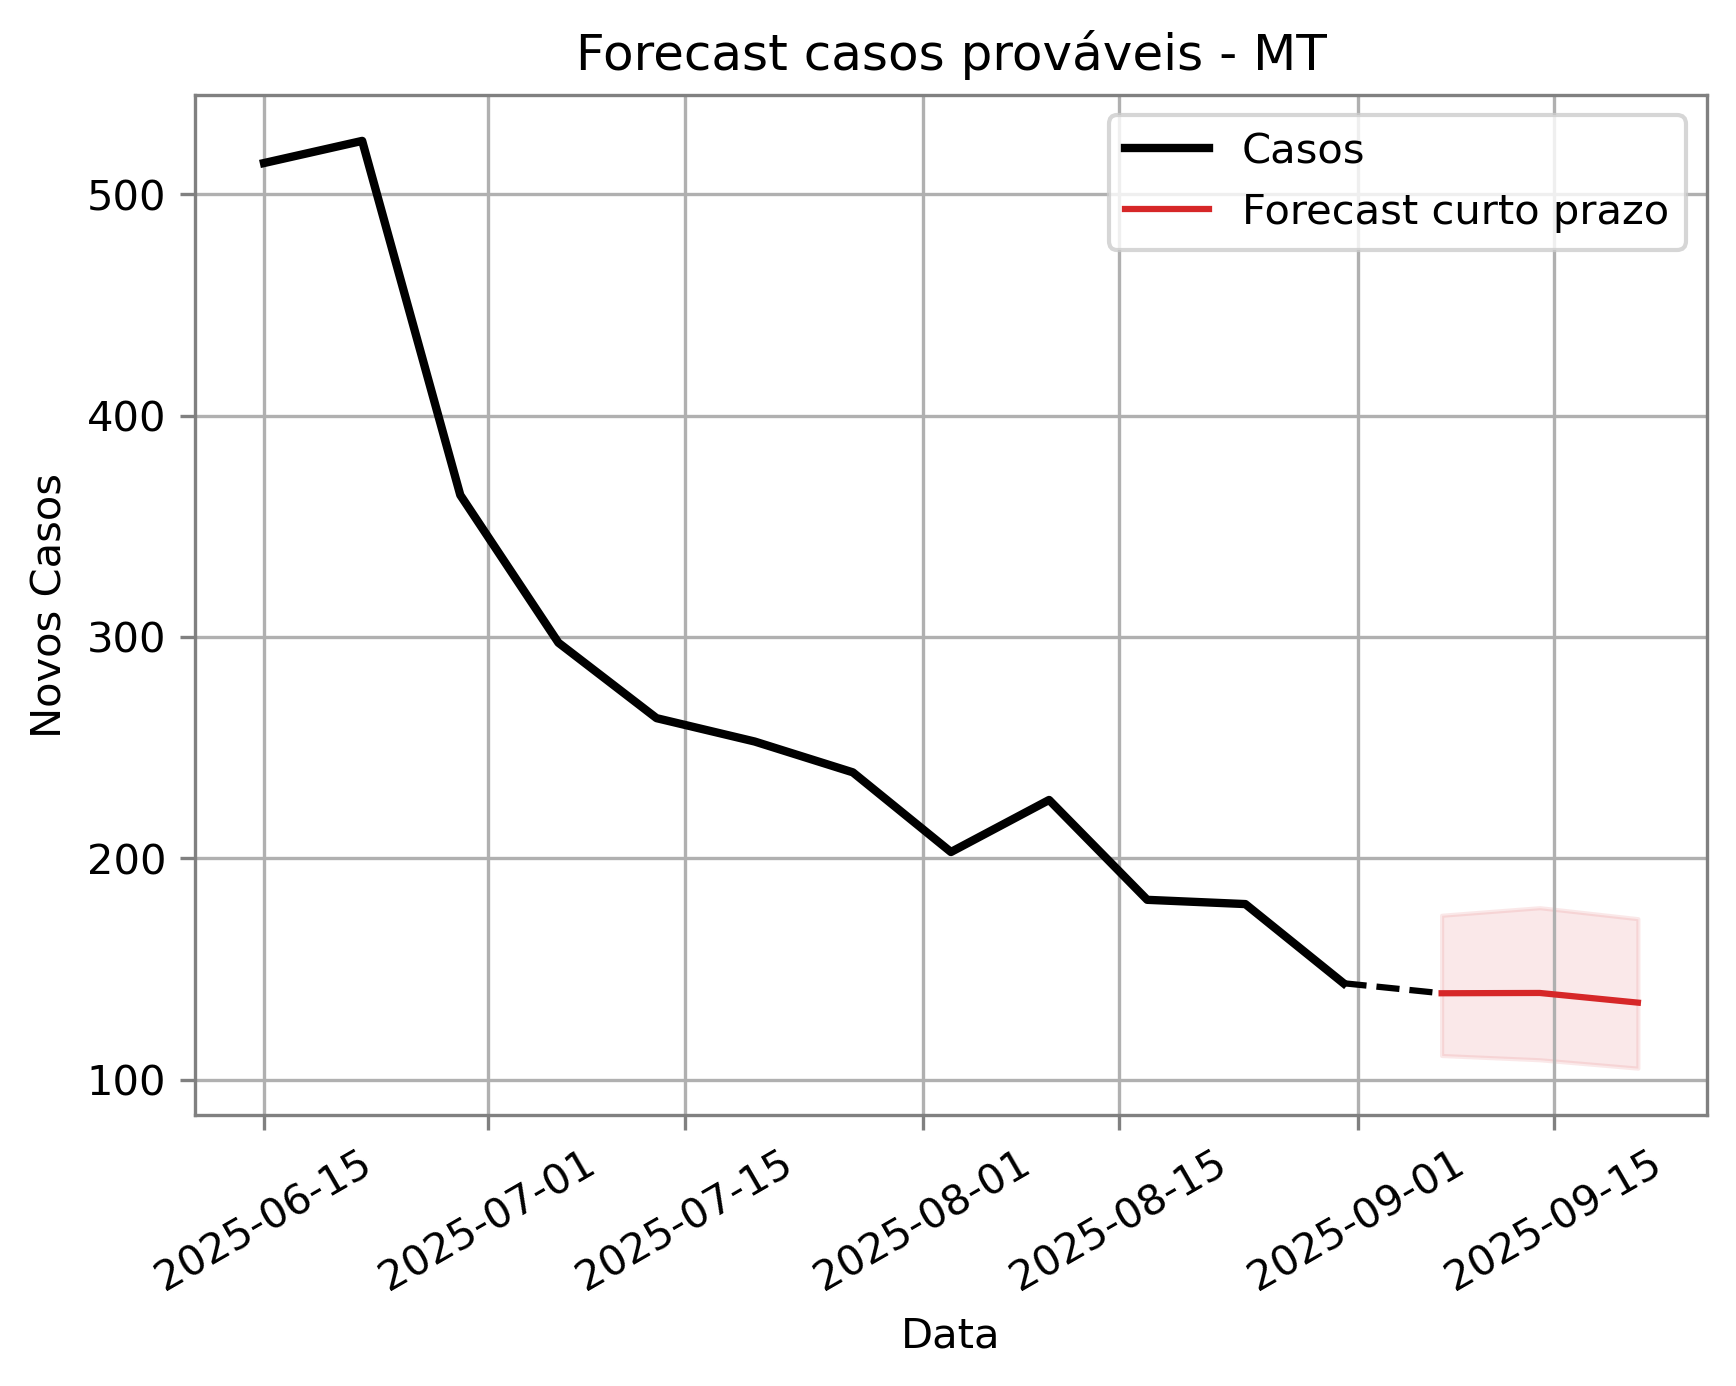 Forecast casos prováveis - MT
Casos
Forecast curto prazo
500
400
300
200
100
Novos Casos
2025-06-15
2025-07-01
2025-07-15
2025-08-01
2025-08-15
2025-09-01
2025-09-15
Data